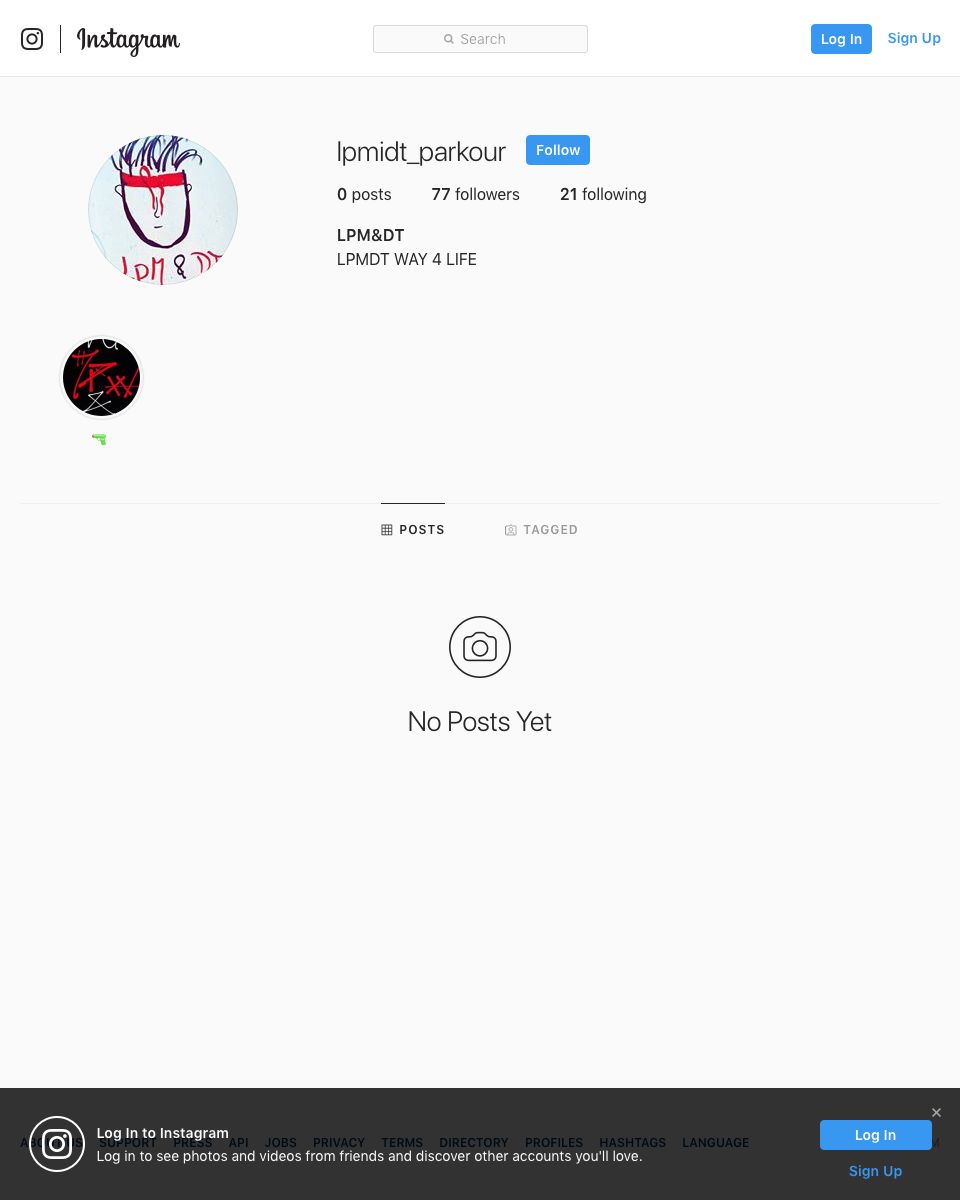 Instagram
Search
Log In
Sign Up
lpmidt_parkour
Follow
0 posts
77 followers
21 following
LPM&DT
LPMDT WAY 4 LIFE
LPM & DT
POSTS
TAGGED
No Posts Yet
Log In to Instagram
Log in to see photos and videos from friends and discover other accounts you'll love.
SUPPORT PRESS API JOBS PRIVACY TERMS DIRECTORY PROFILES HASHTAGS LANGUAGE
Log In
Sign Up